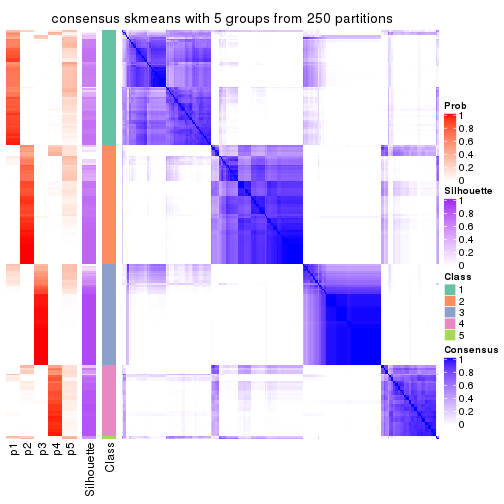 consensus skmeans with 5 groups from 250 partitions
Prob
1
0.8
0.6
0.4
0.2
0
Silhouette
1
0.8
0.6
0.4
0.2
0
Class
1
2
3
4
5
Consensus
1
0.8
0.6
0.4
0.2
0
p1
p2
p3
p4
p5
Silhouette
Class